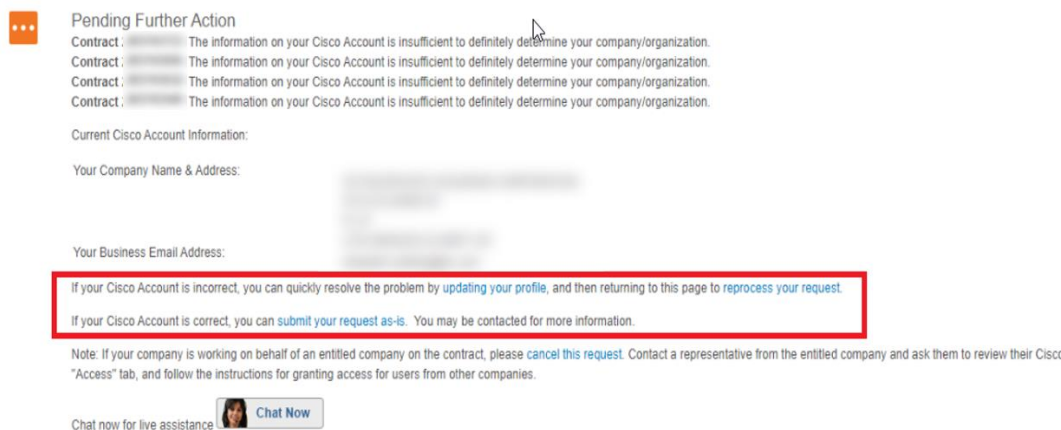 Pending Further Action
Contract : The information on your Cisco Account is insufficient to definitely determine your company/organization.
Contract : The information on your Cisco Account is insufficient to definitely determine your company/organization.
Contract : The information on your Cisco Account is insufficient to definitely determine your company/organization.
Contract : The information on your Cisco Account is insufficient to definitely determine your company/organization.
Current Cisco Account Information:
Your Company Name & Address:
Your Business Email Address:
If your Cisco Account is incorrect, you can quickly resolve the problem by updating your profile, and then returning to this page to reprocess your request.
If your Cisco Account is correct, you can submit your request as-is. You may be contacted for more information.
Note: If your company is working on behalf of an entitled company on the contract, please cancel this request. Contact a representative from the entitled company and ask them to review their Cisco
"Access" tab, and follow the instructions for granting access for users from other companies.
Chat now for live assistance Chat Now